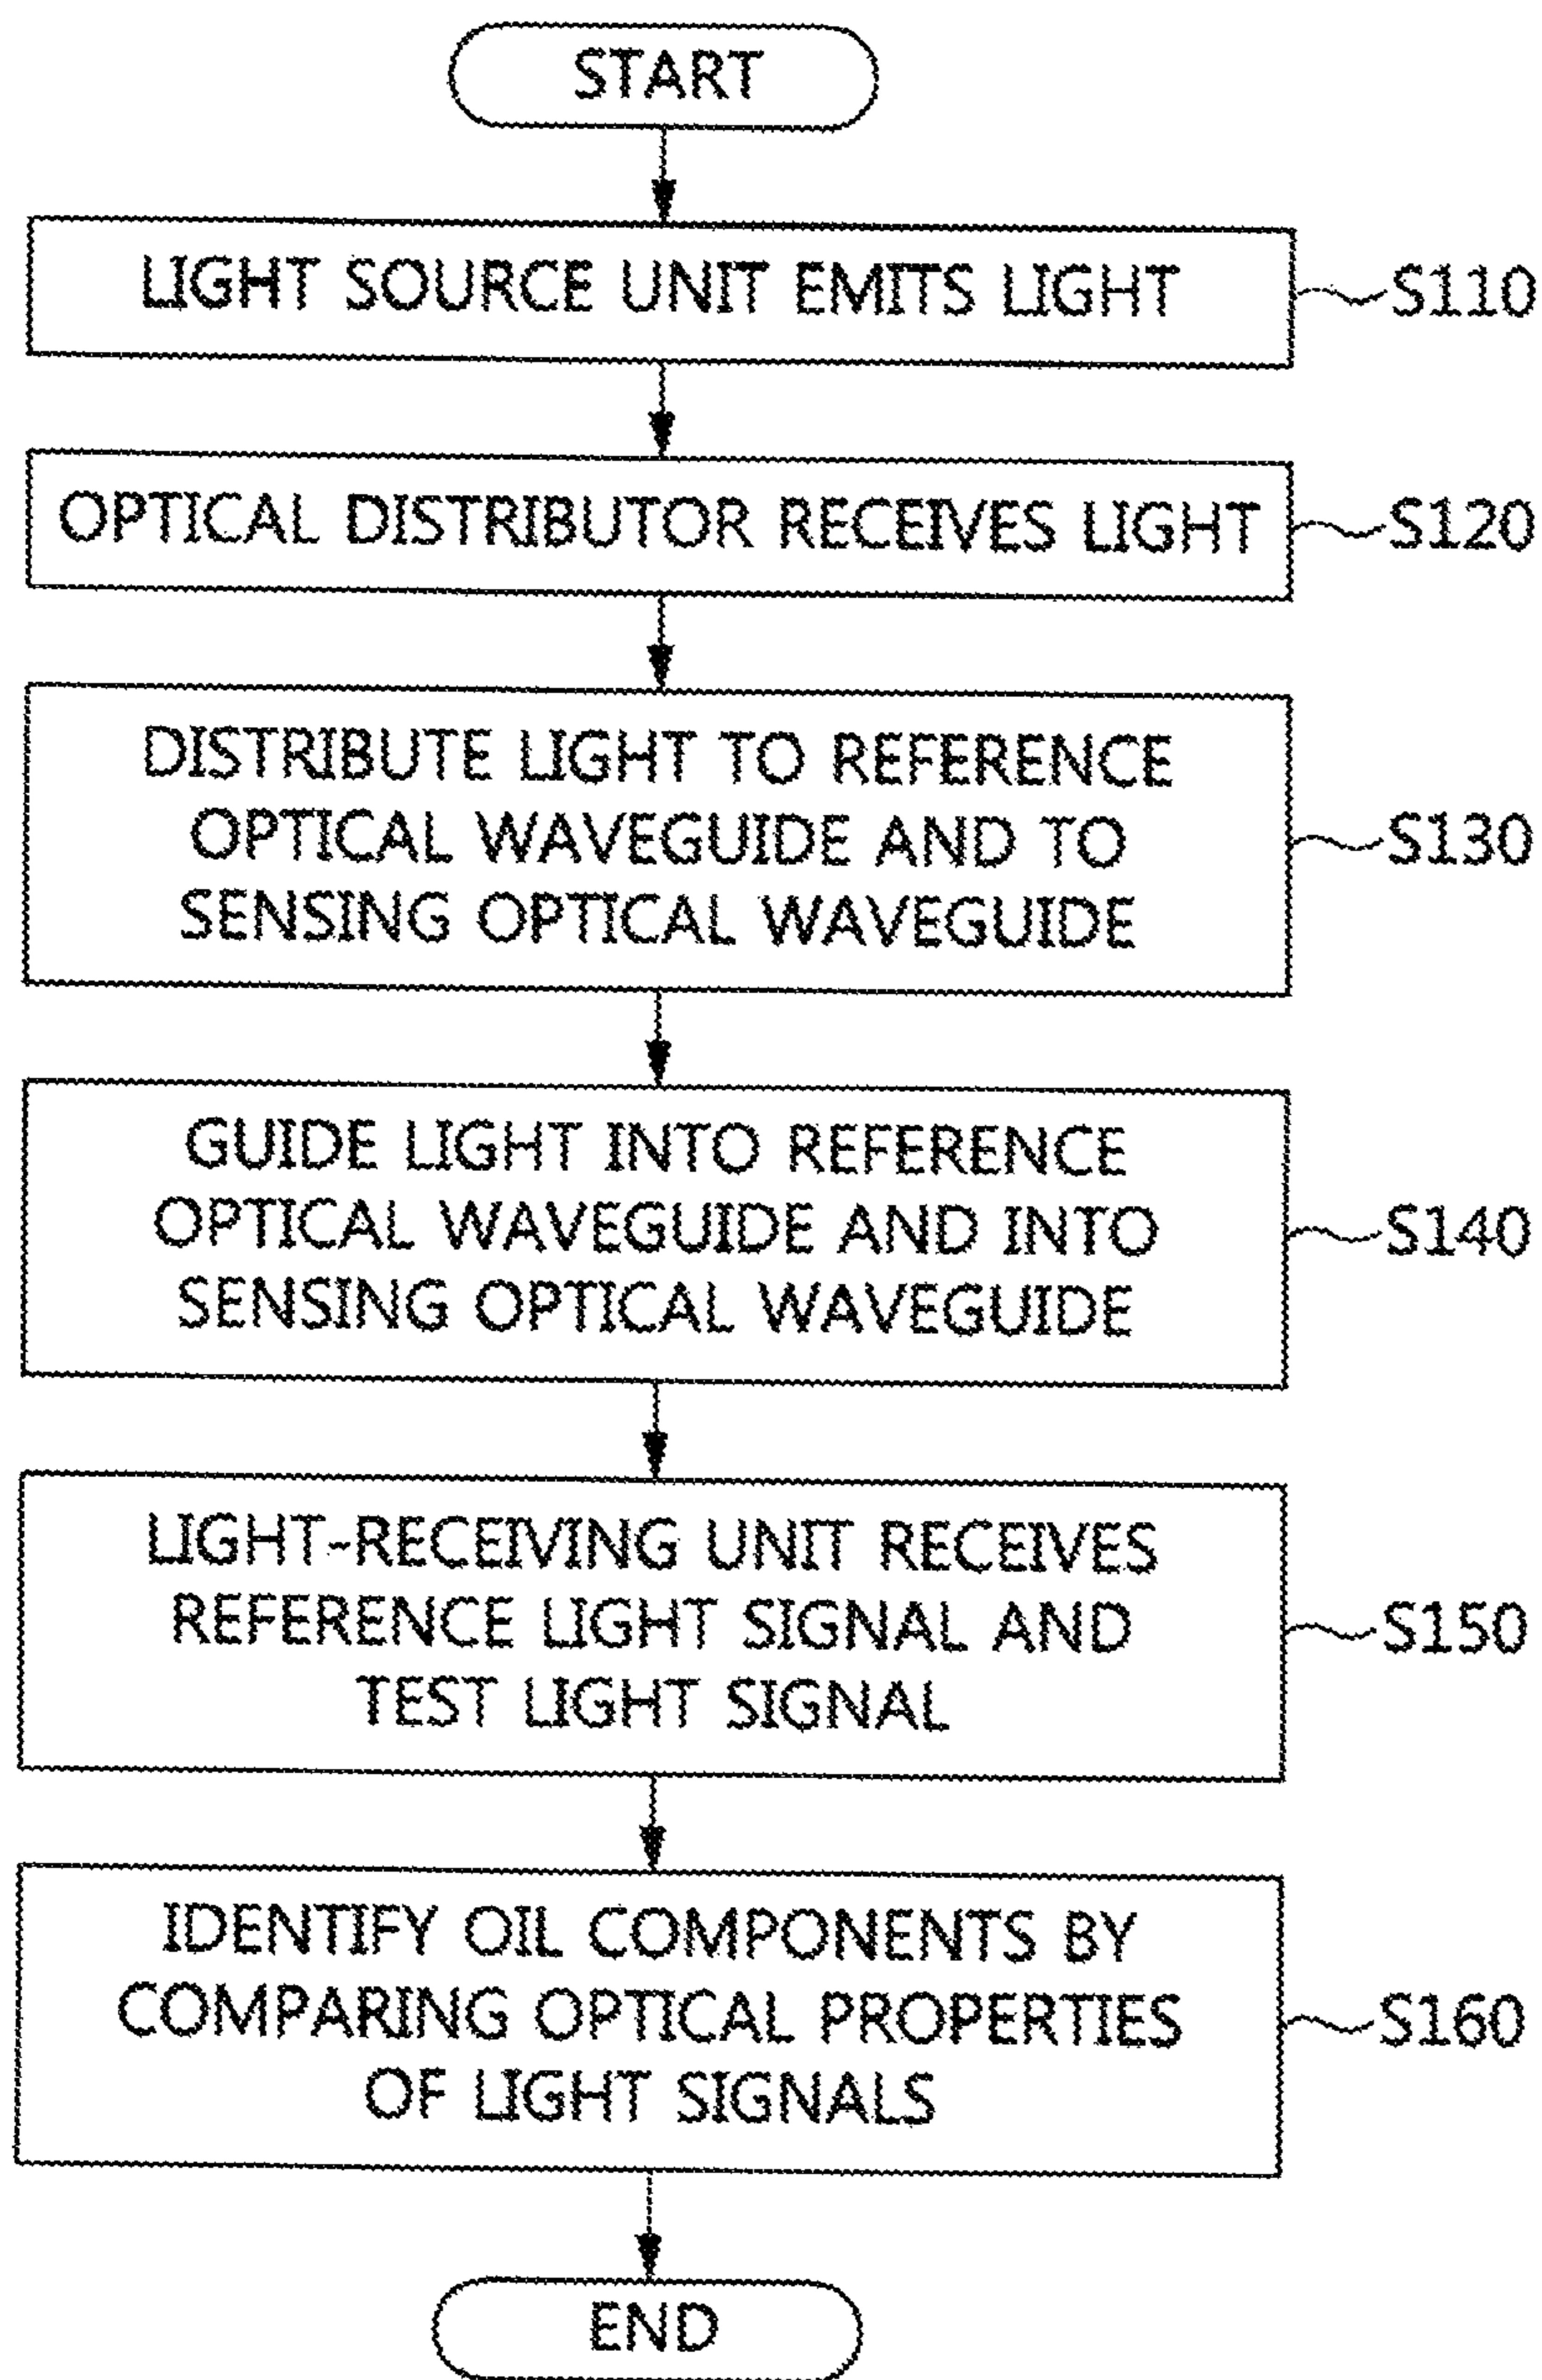 START
LIGHT SOURCE UNIT EMITS LIGHT
S110
OPTICAL DISTRIBUTOR RECEIVES LIGHT
S120
DISTRIBUTE LIGHT TO REFERENCE
OPTICAL WAVEGUIDE AND TO
SENSING OPTICAL WAVEGUIDE
S130
GUIDE LIGHT INTO REFERENCE
OPTICAL WAVEGUIDE AND INTO
SENSING OPTICAL WAVEGUIDE
S140
LIGHT-RECEIVING UNIT RECEIVES
REFERENCE LIGHT SIGNAL AND
TEST LIGHT SIGNAL
S150
IDENTIFY OIL COMPONENTS BY
COMPARING OPTICAL PROPERTIES
OF LIGHT SIGNALS
S160
END